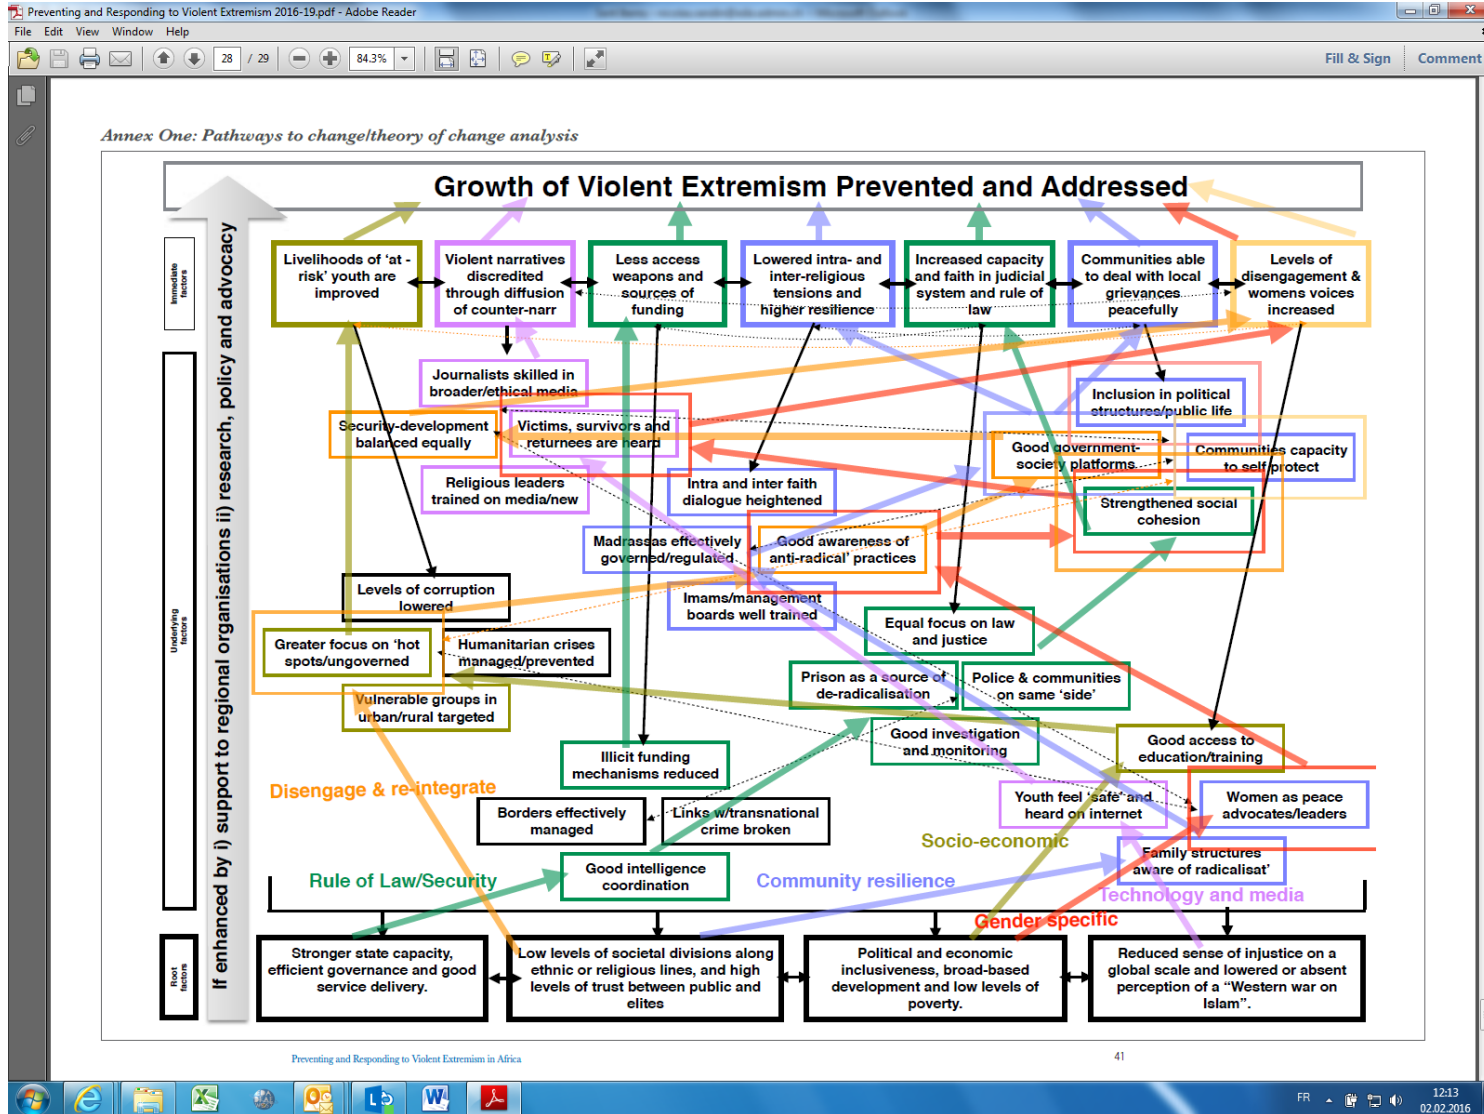 Preventing and Responding to Violent Extremism 2016-19.pdf - Adobe Reader
File Edit View Window Help
28 / 29 84.3% Fill & Sign Comment
Annex One: Pathways to change/theory of change analysis
Growth of Violent Extremism Prevented and Addressed
If enhanced by i) support to regional organisations ii) research, policy and advocacy
Immediate
factors
Livelihoods of 'at -
risk' youth are
improved
Violent narratives
discredited
through diffusion
of counter-narr
Less access
weapons and
sources of
funding
Lowered intra- and
inter-religious
tensions and
higher resilience
Increased capacity
and faith in judicial
system and rule of
law
Communities able
to deal with local
grievances
peacefully
Levels of
disengagement &
womens voices
increased
Underlying
factors
Journalists skilled in
broader/ethical media
Inclusion in political
structures/public life
Security-development
balanced equally
Victims, survivors and
returnees are heard
Good government-
society platforms
Communities capacity
to self protect
Religious leaders
trained on media/new
Intra and inter faith
dialogue heightened
Strengthened social
cohesion
Madrassas effectively
governed/regulated
Good awareness of
anti-radical' practices
Levels of corruption
lowered
Imams/management
boards well trained
Equal focus on law
and justice
Greater focus on 'hot
spots/ungoverned
Humanitarian crises
managed/prevented
Prison as a source of
de-radicalisation
Police & communities
on same 'side'
Vulnerable groups in
urban/rural targeted
Good investigation
and monitoring
Good access to
education/training
Illicit funding
mechanisms reduced
Disengage & re-integrate
Borders effectively
managed
Links w/transnational
crime broken
Youth feel 'safe' and
heard on internet
Women as peace
advocates/leaders
Socio-economic
Family structures
aware of radicalisat'
Good intelligence
coordination
Rule of Law/Security
Community resilience
Technology and media
Gender specific
Root
factors
Stronger state capacity,
efficient governance and good
service delivery.
Low levels of societal divisions along
ethnic or religious lines, and high
levels of trust between public and
elites
Political and economic
inclusiveness, broad-based
development and low levels of
poverty.
Reduced sense of injustice on a
global scale and lowered or absent
perception of a "Western war on
Islam".
Preventing and Responding to Violent Extremism in Africa
41
FR
12:13
02.02.2016